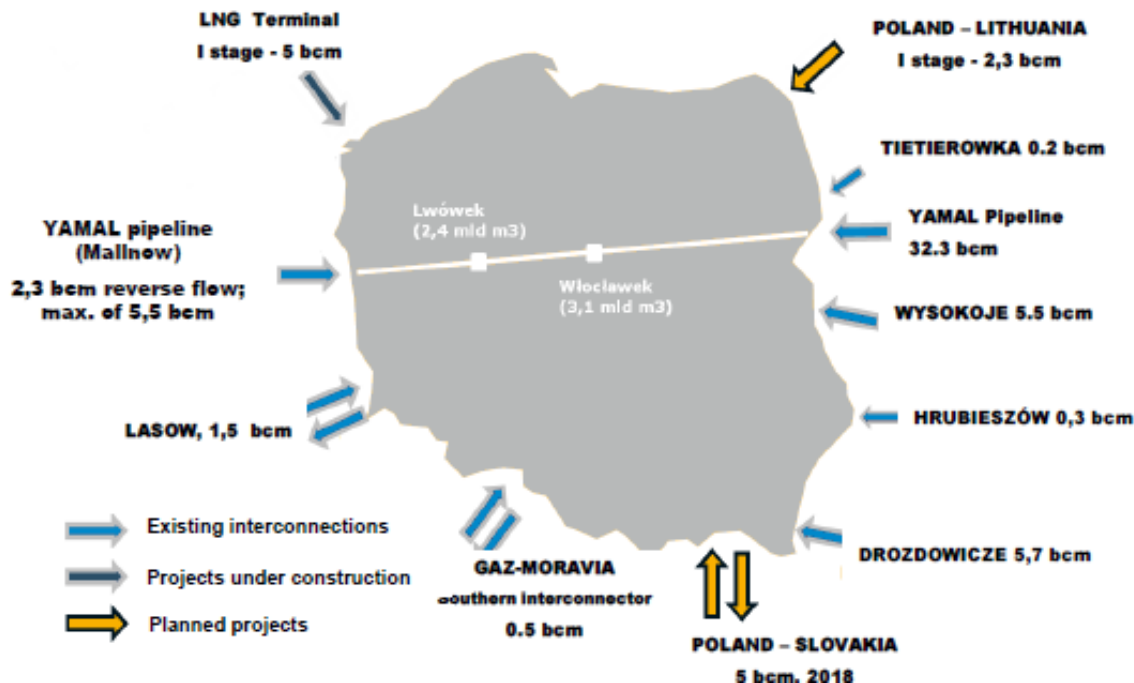 LNG Terminal
I stage - 5 bcm
POLAND – LITHUANIA
I stage - 2,3 bcm
TIETIEROWKA 0.2 bcm
YAMAL pipeline
(Mallnow)
2,3 bcm reverse flow;
max. of 5,5 bcm
Lwówek
(2,4 mld m3)
Włocławek
(3,1 mld m3)
YAMAL Pipeline
32.3 bcm
WYSOKOJE 5.5 bcm
LASOW, 1,5 bcm
HRUBIESZÓW 0,3 bcm
Existing interconnections
Projects under construction
Planned projects
GAZ-MORAVIA
Southern interconnector
0.5 bcm
DROZDOWICZE 5,7 bcm
POLAND – SLOVAKIA
5 bcm, 2018